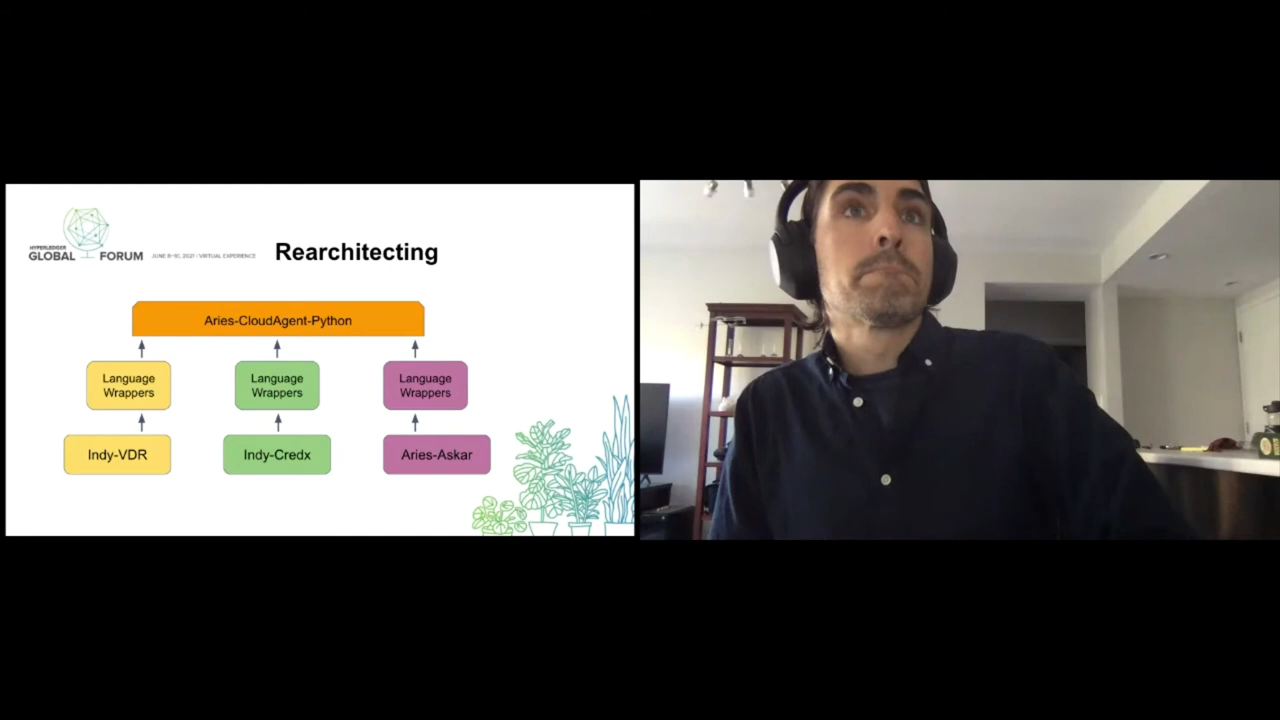 HYPERLEDGER
GLOBAL FORUM
JUNE 8-10, 2021 | VIRTUAL EXPERIENCE
Rearchitecting
Aries-CloudAgent-Python
Language
Wrappers
Language
Wrappers
Language
Wrappers
Indy-VDR
Indy-Credx
Aries-Askar